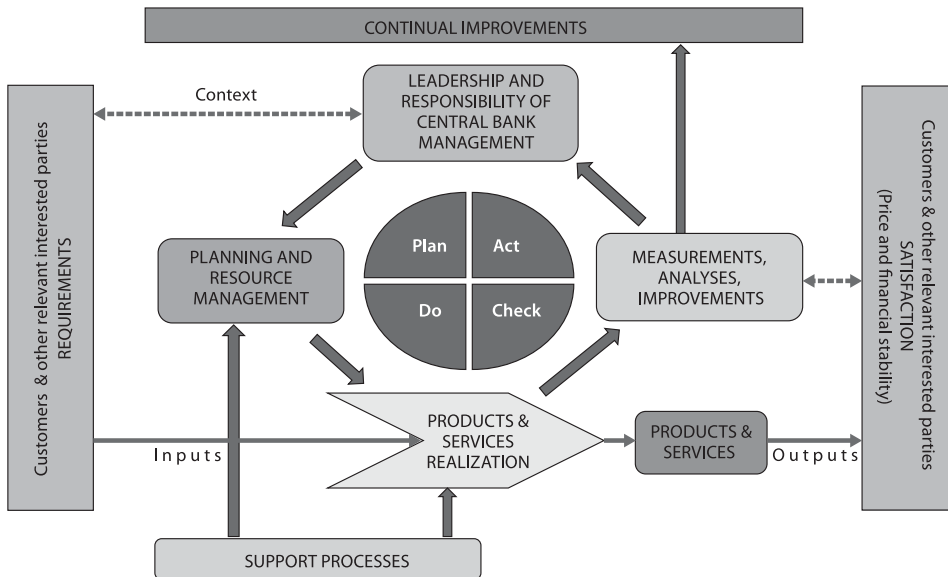 CONTINUAL IMPROVEMENTS
Customers & other relevant interested parties
REQUIREMENTS
Context
LEADERSHIP AND
RESPONSIBILITY OF
CENTRAL BANK
MANAGEMENT
PLANNING AND
RESOURCE
MANAGEMENT
Plan
Act
Do
Check
MEASUREMENTS,
ANALYSES,
IMPROVEMENTS
Customers & other relevant interested parties
SATISFACTION
(Price and financial stability)
Inputs
PRODUCTS &
SERVICES
REALIZATION
PRODUCTS &
SERVICES
Outputs
SUPPORT PROCESSES